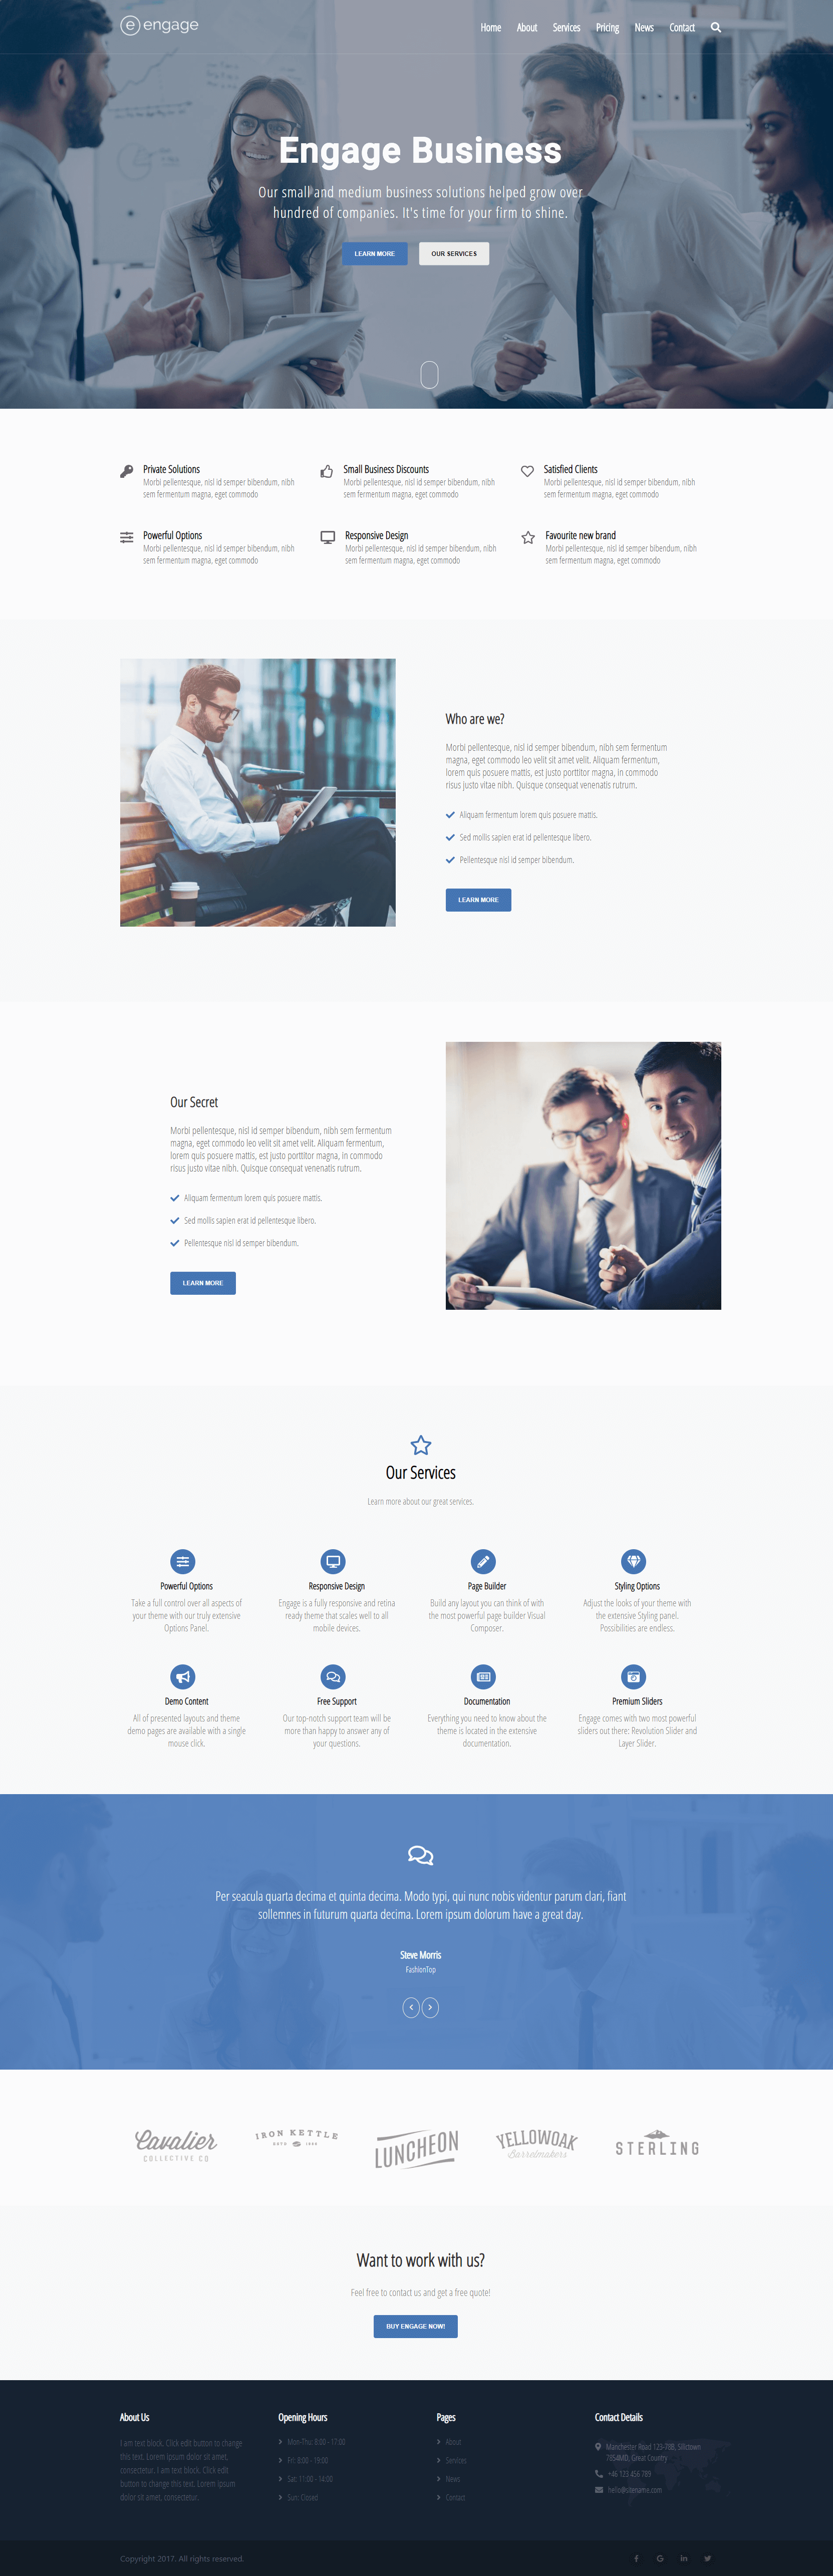 engage
Home About Services Pricing News Contact
Engage Business
Our small and medium business solutions helped grow over
hundred of companies. It's time for your firm to shine.
LEARN MORE OUR SERVICES
Private Solutions
Morbi pellentesque, nisl id semper bibendum, nibh
sem fermentum magna, eget commodo
Small Business Discounts
Morbi pellentesque, nisl id semper bibendum, nibh
sem fermentum magna, eget commodo
Satisfied Clients
Morbi pellentesque, nisl id semper bibendum, nibh
sem fermentum magna, eget commodo
Powerful Options
Morbi pellentesque, nisl id semper bibendum, nibh
sem fermentum magna, eget commodo
Responsive Design
Morbi pellentesque, nisl id semper bibendum, nibh
sem fermentum magna, eget commodo
Favourite new brand
Morbi pellentesque, nisl id semper bibendum, nibh
sem fermentum magna, eget commodo
Who are we?
Morbi pellentesque, nisl id semper bibendum, nibh sem fermentum
magna, eget commodo leo velit sit amet velit. Aliquam fermentum,
lorem quis posuere mattis, est justo porttitor magna, in commodo
risus justo vitae nibh. Quisque consequat venenatis rutrum.
Aliquam fermentum lorem quis posuere mattis.
Sed mollis sapien erat id pellentesque libero.
Pellentesque nisl id semper bibendum.
LEARN MORE
Our Secret
Morbi pellentesque, nisl id semper bibendum, nibh sem fermentum
magna, eget commodo leo velit sit amet velit. Aliquam fermentum,
lorem quis posuere mattis, est justo porttitor magna, in commodo
risus justo vitae nibh. Quisque consequat venenatis rutrum.
Aliquam fermentum lorem quis posuere mattis.
Sed mollis sapien erat id pellentesque libero.
Pellentesque nisl id semper bibendum.
LEARN MORE
Our Services
Learn more about our great services.
Powerful Options
Take a full control over all aspects of
your theme with our truly extensive
Options Panel.
Responsive Design
Engage is a fully responsive and retina
ready theme that scales well to all
mobile devices.
Page Builder
Build any layout you can think of with
the most powerful page builder Visual
Composer.
Styling Options
Adjust the looks of your theme with
the extensive Styling panel.
Possibilities are endless.
Demo Content
All of presented layouts and theme
demo pages are available with a single
mouse click.
Free Support
Our top-notch support team will be
more than happy to answer any of
your questions.
Documentation
Everything you need to know about the
theme is located in the extensive
documentation.
Premium Sliders
Engage comes with two most powerful
sliders out there: Revolution Slider and
Layer Slider.
Per seacula quarta decima et quinta decima. Modo typi, qui nunc nobis videntur parum clari, fiant
sollemnes in futurum quarta decima. Lorem ipsum dolorum have a great day.
Steve Morris
FashionTop
Cavalier
COLLECTIVE CO
IRON KETTLE
LUNCHEON
YELLOWOAK
Barrelmakers
STERLING
Want to work with us?
Feel free to contact us and get a free quote!
BUY ENGAGE NOW!
About Us
I am text block. Click edit button to change
this text. Lorem ipsum dolor sit amet,
consectetur. I am text block. Click edit
button to change this text. Lorem ipsum
dolor sit amet, consectetur.
Opening Hours
Mon-Thu: 8:00 - 17:00
Fri: 8:00 - 19:00
Sat: 11:00 - 14:00
Sun: Closed
Pages
About
Services
News
Contact
Contact Details
Manchester Road 123-78B, Silictown
7854MD, Great Country
+46 123 456 789
hello@sitename.com
Copyright 2017. All rights reserved.